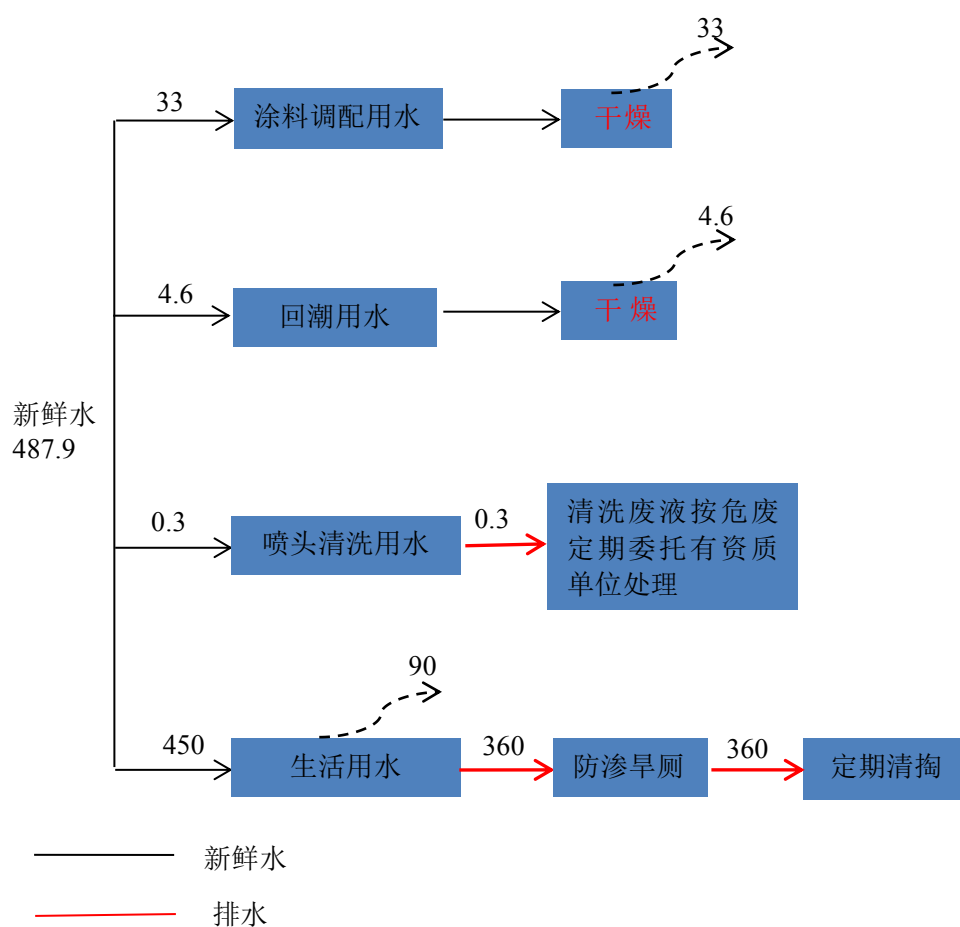 33
33
涂料调配用水
干燥
4.6
4.6
回潮用水
干 燥
新鲜水
487.9
0.3
喷头清洗用水
0.3
清洗废液按危废
定期委托有资质
单位处理
90
450
生活用水
360
防渗旱厕
360
定期清掏
新鲜水
排水